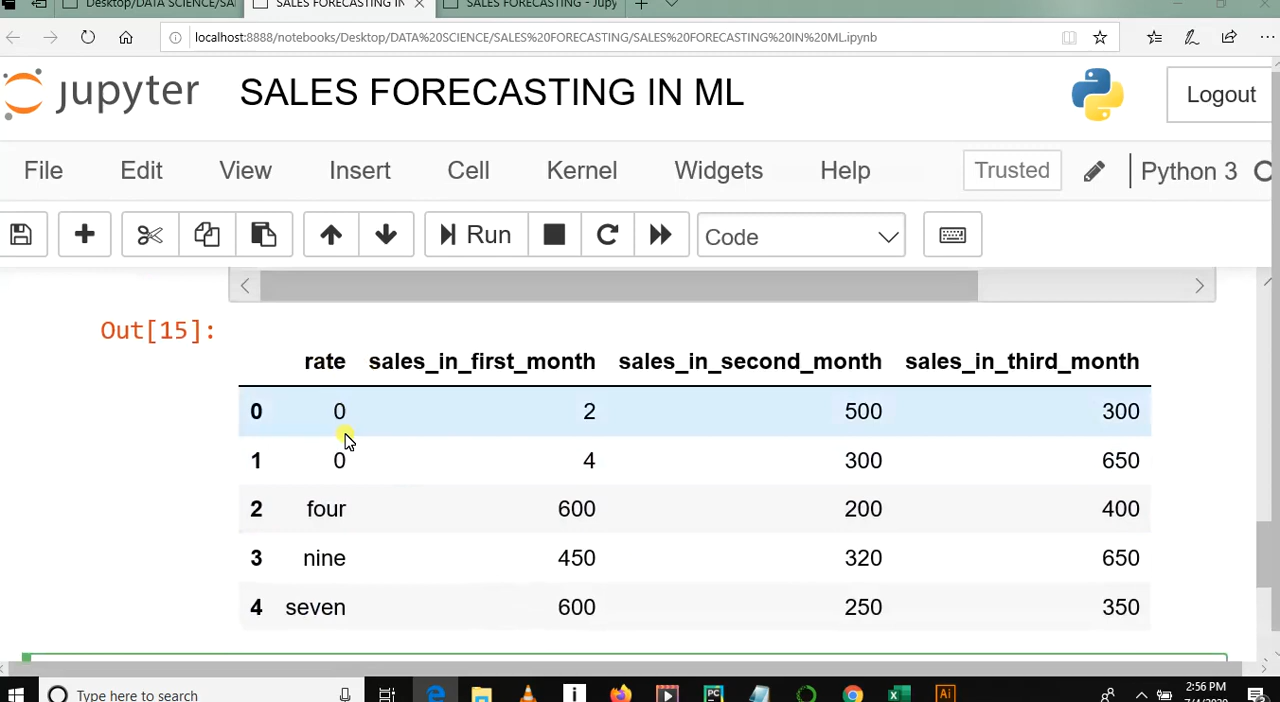 Desktop/DATA SCIENCE/SA
SALES FORECASTING IN
SALES FORECASTING - Jupy
localhost:8888/notebooks/Desktop/DATA%20SCIENCE/SALES%20FORECASTING/SALES%20FORECASTING%20IN%20ML.ipynb
jupyter SALES FORECASTING IN ML Logout
File Edit View Insert Cell Kernel Widgets Help Trusted Python 3
Run Code
Out[15]:
rate sales_in_first_month sales_in_second_month sales_in_third_month
0 0 2 500 300
1 0 4 300 650
2 four 600 200 400
3 nine 450 320 650
4 seven 600 250 350
Type here to search PC Ai 2:56 PM